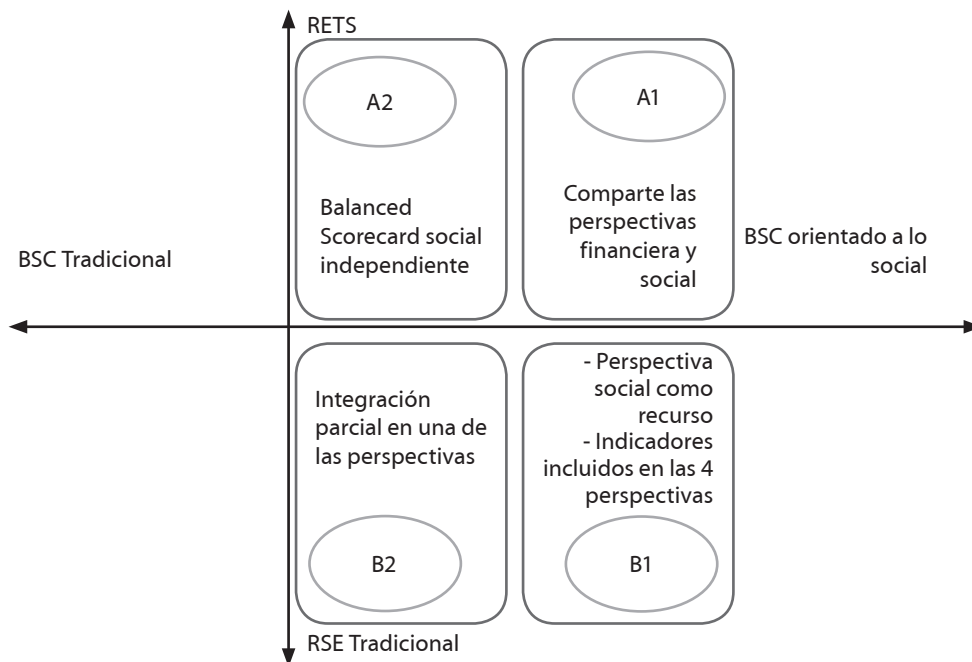 RETS
A2
A1
Balanced
Scorecard social
independiente
Comparte las
perspectivas
financiera y
social
BSC Tradicional
BSC orientado a lo
social
Integración
parcial en una de
las perspectivas
- Perspectiva
social como
recurso
- Indicadores
incluidos en las 4
perspectivas
B2
B1
RSE Tradicional